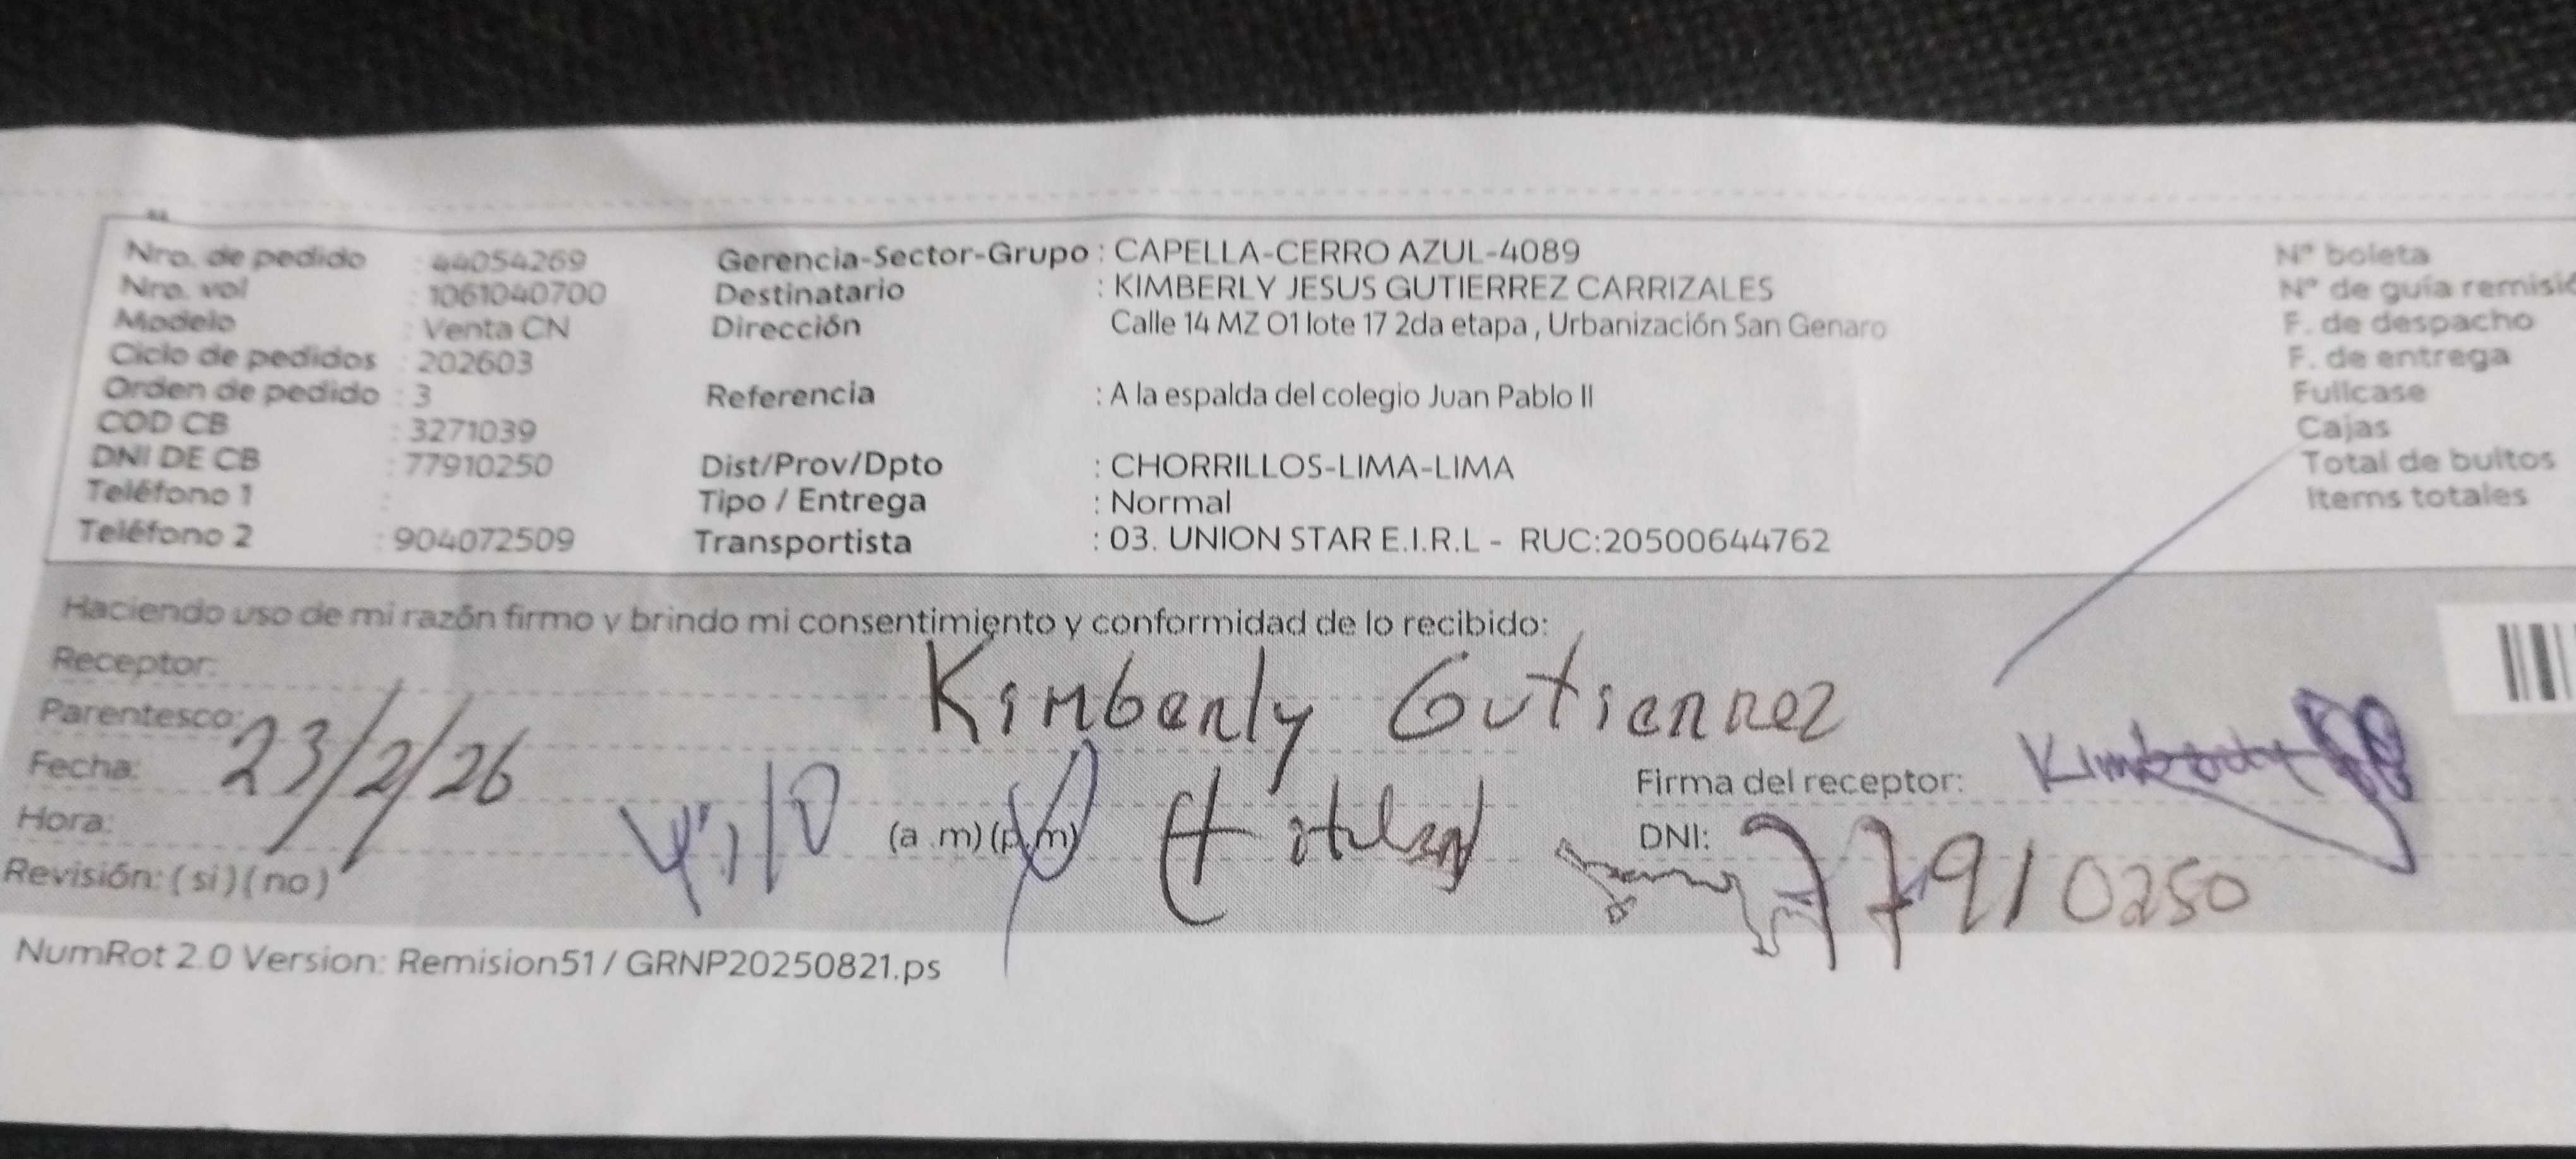 Nro. de pedido : 44054269 Gerencia-Sector-Grupo : CAPELLA-CERRO AZUL-4089 Nº boleta
Nro. vol : 1061040700 Destinatario : KIMBERLY JESUS GUTIERREZ CARRIZALES Nº de guía remisió
Modelo : Venta CN Dirección Calle 14 MZ O1 lote 17 2da etapa , Urbanización San Genaro F. de despacho
Ciclo de pedidos : 202603 F. de entrega
Orden de pedido : 3 Referencia : A la espalda del colegio Juan Pablo II Fullcase
COD CB : 3271039 Cajas
DNI DE CB : 77910250 Dist/Prov/Dpto : CHORRILLOS-LIMA-LIMA Total de bultos
Teléfono 1 : Tipo / Entrega : Normal Items totales
Teléfono 2 : 904072509 Transportista : 03. UNION STAR E.I.R.L - RUC:20500644762
Haciendo uso de mi razón firmo y brindo mi consentimiento y conformidad de lo recibido:
Receptor: Kimberly Gutierrez
Parentesco:
Fecha: 23/2/26 Firma del receptor: Kimberly
Hora: 4:10 (a .m) (p.m) titular DNI: 77910250
Revisión: ( si ) ( no )
NumRot 2.0 Version: Remision51 / GRNP20250821.ps